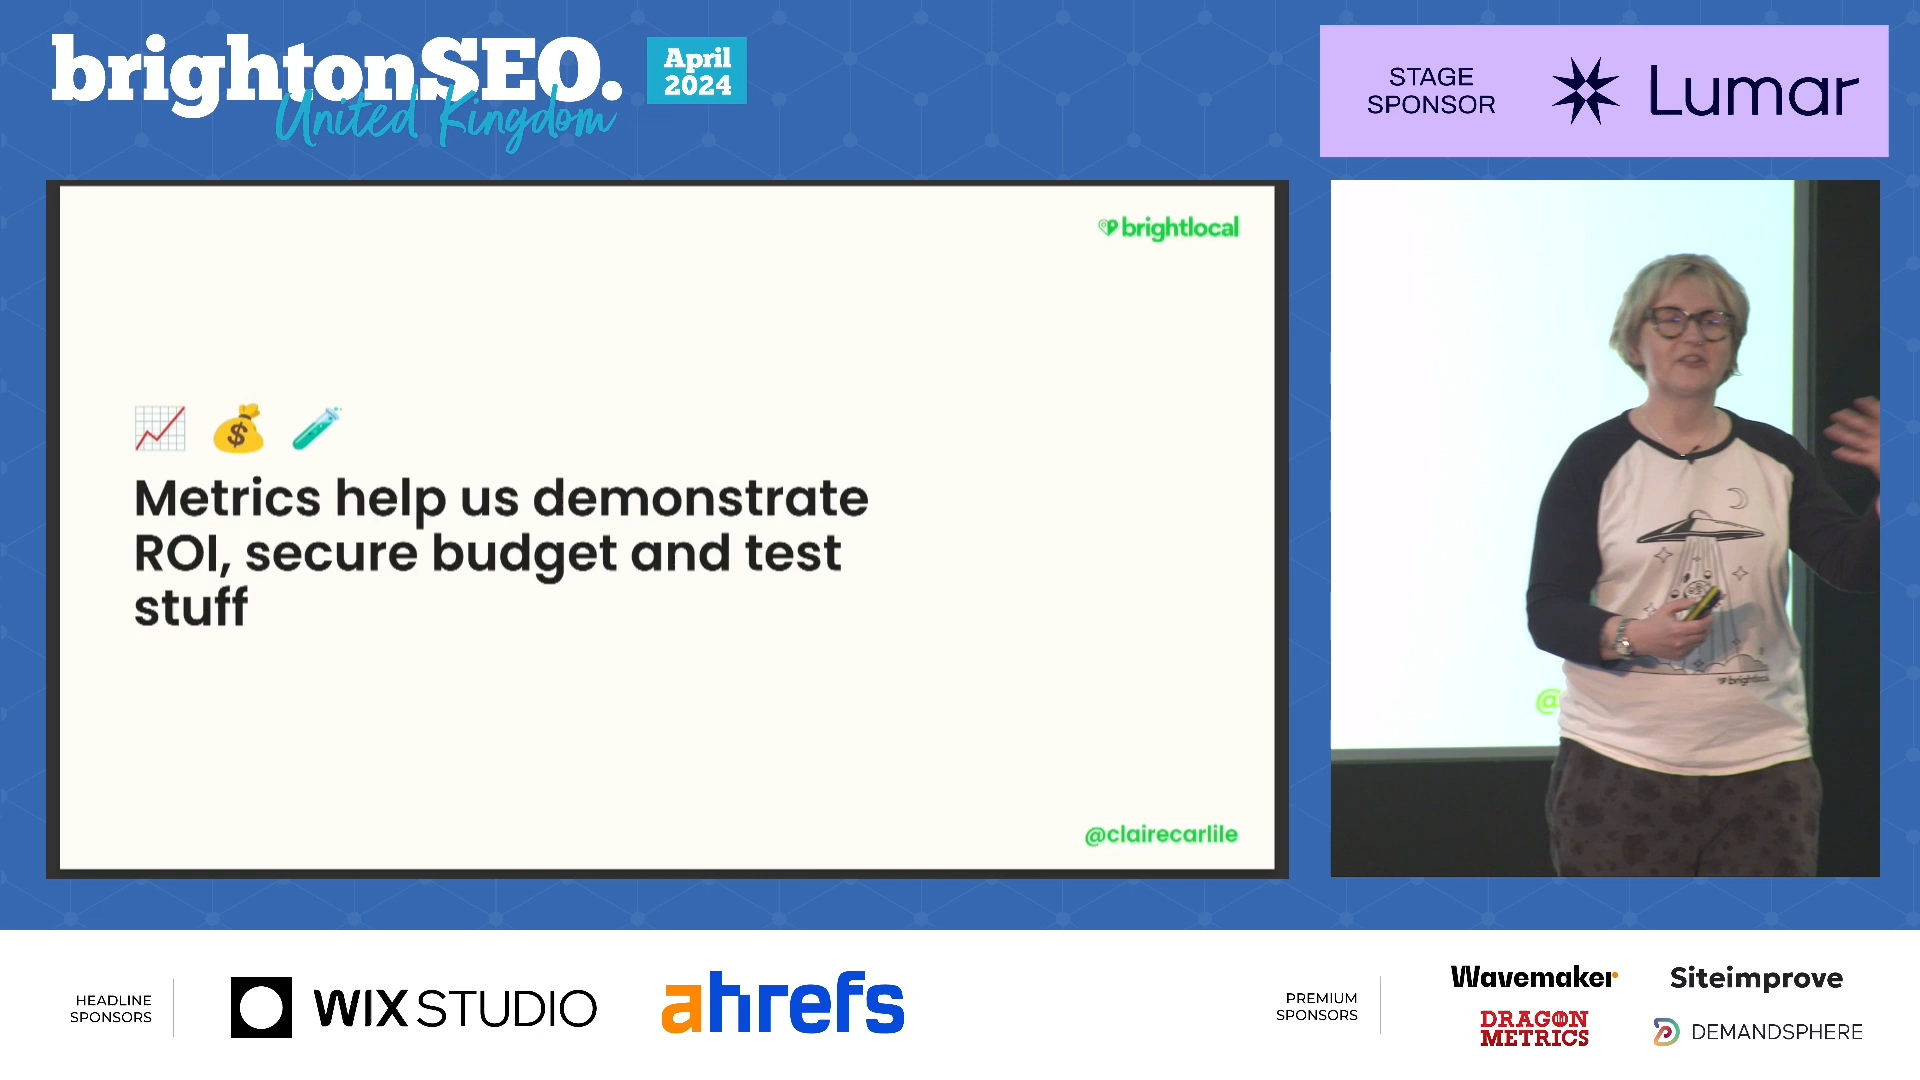 brightonSEO.
United Kingdom
April
2024
STAGE
SPONSOR
Lumar
brightlocal
Metrics help us demonstrate
ROI, secure budget and test
stuff
@clairecarlile
@
brightlocal
HEADLINE
SPONSORS
WIX STUDIO
ahrefs
PREMIUM
SPONSORS
Wavemaker
Siteimprove
DRAGON
METRICS
DEMANDSPHERE